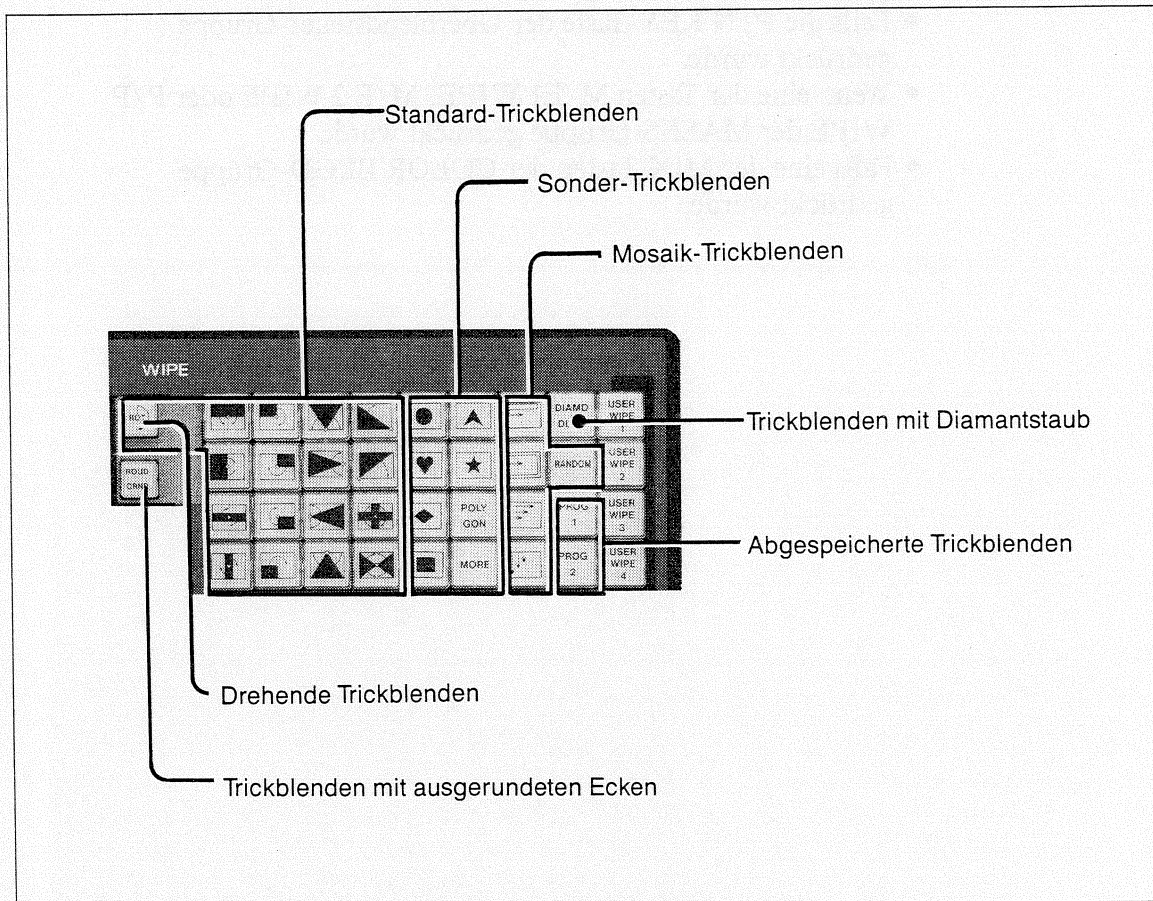 Standard-Trickblenden
Sonder-Trickblenden
Mosaik-Trickblenden
WIPE
DIAMD
USER
WIPE
1
Trickblenden mit Diamantstaub
RANDOM
USER
WIPE
2
ROUD
CRNR
POLY
GON
PROG
1
USER
WIPE
3
Abgespeicherte Trickblenden
MORE
PROG
2
USER
WIPE
4
Drehende Trickblenden
Trickblenden mit ausgerundeten Ecken